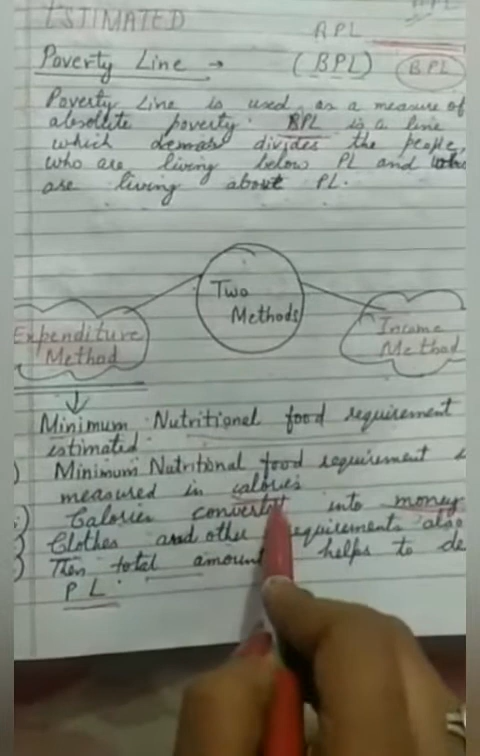 ESTIMATED
APL
Poverty Line → (BPL) BPL
Poverty Line is used as a measure of
absolute poverty. BPL is a line
which divides the people,
who are living below PL and who
are living about PL.
Two
Methods
Expenditure
Method
Income
Method
Minimum Nutritional food requirement
estimated.
) Minimum Nutritional food requirement
measured in calories
) Calories converted into money
) Clothes and other requirements also
) Then total amount helps to de
PL.